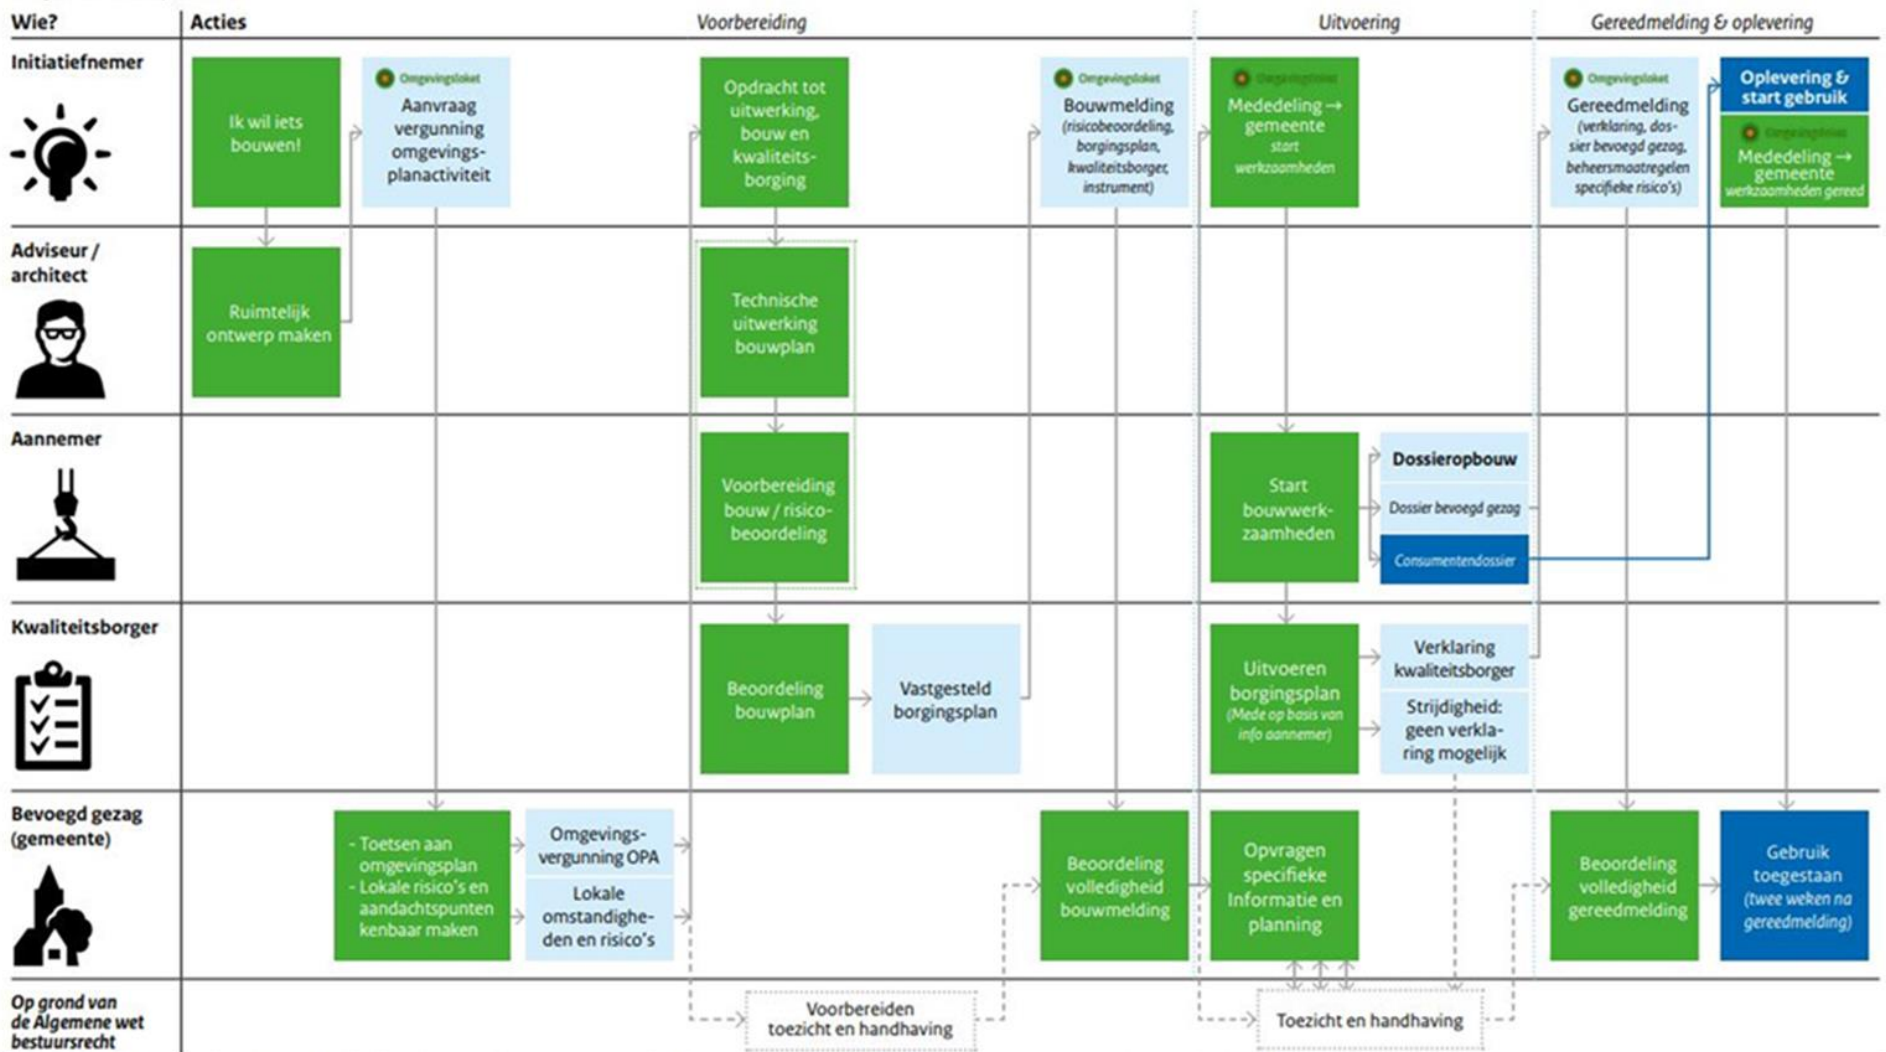 Wie?
Acties
Voorbereiding
Uitvoering
Gereedmelding & oplevering
Initiatiefnemer
Ik wil iets
bouwen!
Omgevingsloket
Aanvraag
vergunning
omgevings-
planactiviteit
Opdracht tot
uitwerking,
bouw en
kwaliteits-
borging
Omgevingsloket
Bouwmelding
(risicobeoordeling,
borgingsplan,
kwaliteitsborger,
instrument)
Omgevingsloket
Mededeling →
gemeente
start
werkzaamheden
Omgevingsloket
Gereedmelding
(verklaring, dos-
sier bevoegd gezag,
beheersmaatregelen
specifieke risico's)
Oplevering &
start gebruik
Omgevingsloket
Mededeling →
gemeente
werkzaamheden gereed
Adviseur /
architect
Ruimtelijk
ontwerp maken
Technische
uitwerking
bouwplan
Aannemer
Voorbereiding
bouw / risico-
beoordeling
Start
bouwwerk-
zaamheden
Dossieropbouw
Dossier bevoegd gezag
Consumentendossier
Kwaliteitsborger
Beoordeling
bouwplan
Vastgesteld
borgingsplan
Uitvoeren
borgingsplan
(Mede op basis van
info aannemer)
Verklaring
kwaliteitsborger
Strijdigheid:
geen verkla-
ring mogelijk
Bevoegd gezag
(gemeente)
- Toetsen aan
omgevingsplan
- Lokale risico's en
aandachtspunten
kenbaar maken
Omgevings-
vergunning OPA
Lokale
omstandighe-
den en risico's
Beoordeling
volledigheid
bouwmelding
Opvragen
specifieke
Informatie en
planning
Beoordeling
volledigheid
gereedmelding
Gebruik
toegestaan
(twee weken na
gereedmelding)
Op grond van
de Algemene wet
bestuursrecht
Voorbereiden
toezicht en handhaving
Toezicht en handhaving